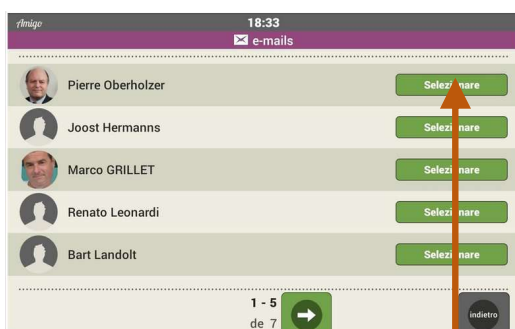 Amigo
18:33
e-mails
Pierre Oberholzer
Selezionare
Joost Hermanns
Selezionare
Marco GRILLET
Selezionare
Renato Leonardi
Selezionare
Bart Landolt
Selezionare
1 - 5
de 7
indietro